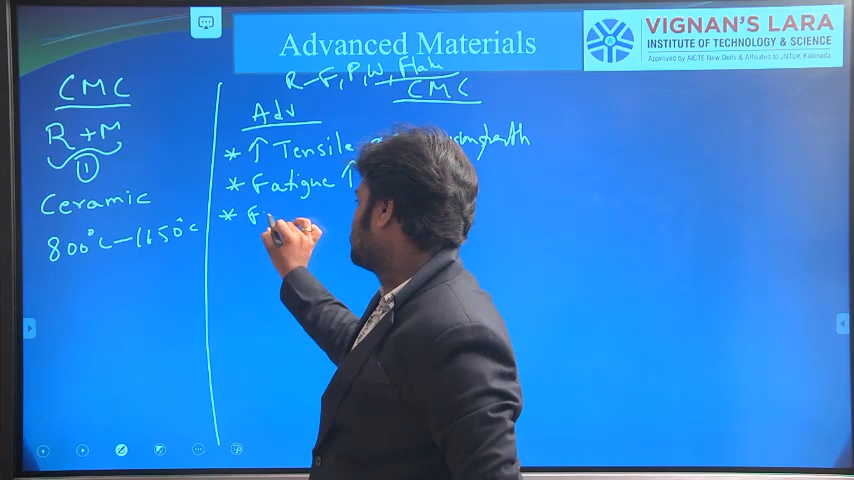 Advanced Materials
VIGNAN'S LARA
INSTITUTE OF TECHNOLOGY & SCIENCE
Approved by AICTE New Delhi & Affiliated to JNTUK Kakinada
R - F, P, W, Flake
CMC
CMC
R + M
1
Ceramic
800°C - 1650°C
Adv
* ↑ Tensile
* Fatigue ↑
* F